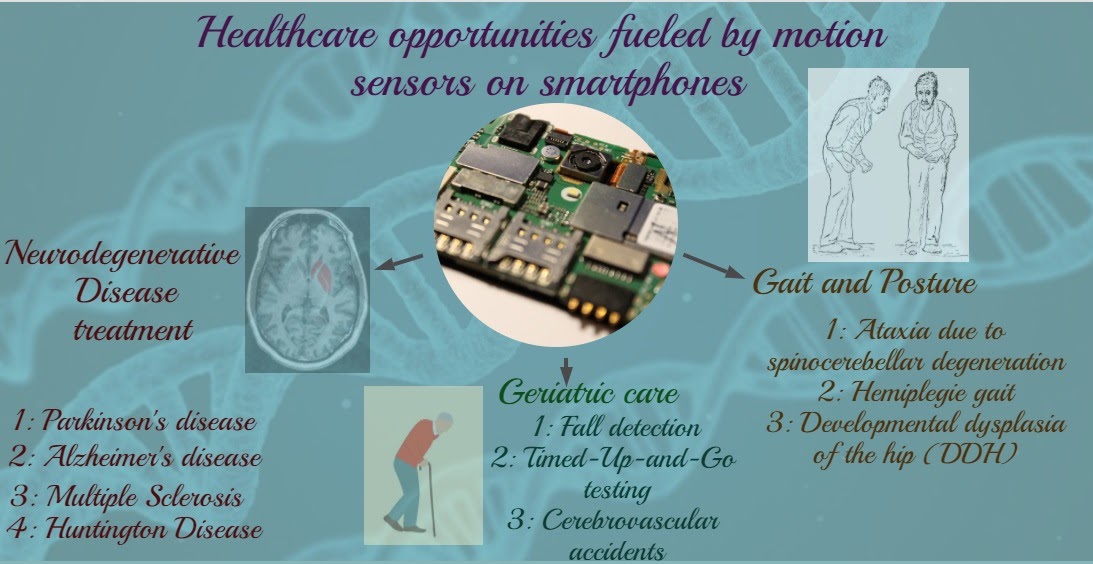 Healthcare opportunities fueled by motion
sensors on smartphones
Neurodegenerative
Disease
treatment
1: Parkinson's disease
2: Alzheimer's disease
3: Multiple Sclerosis
4: Huntington Disease
Geriatric care
1: Fall detection
2: Timed-Up-and-Go
testing
3: Cerebrovascular
accidents
Gait and Posture
1: Ataxia due to
spinocerebellar degeneration
2: Hemiplegie gait
3: Developmental dysplasia
of the hip (DDH)